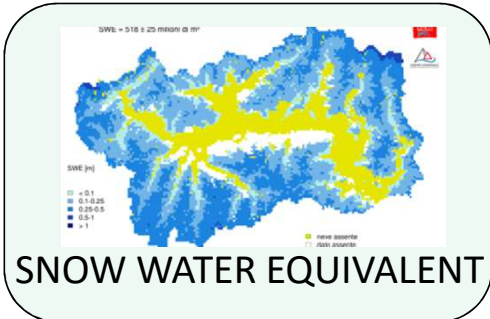 SWE = 518 ± 25 milioni di m³
SWE [m]
< 0.1
0.1-0.25
0.25-0.5
0.5-1
> 1
neve assente
dato assente
SNOW WATER EQUIVALENT